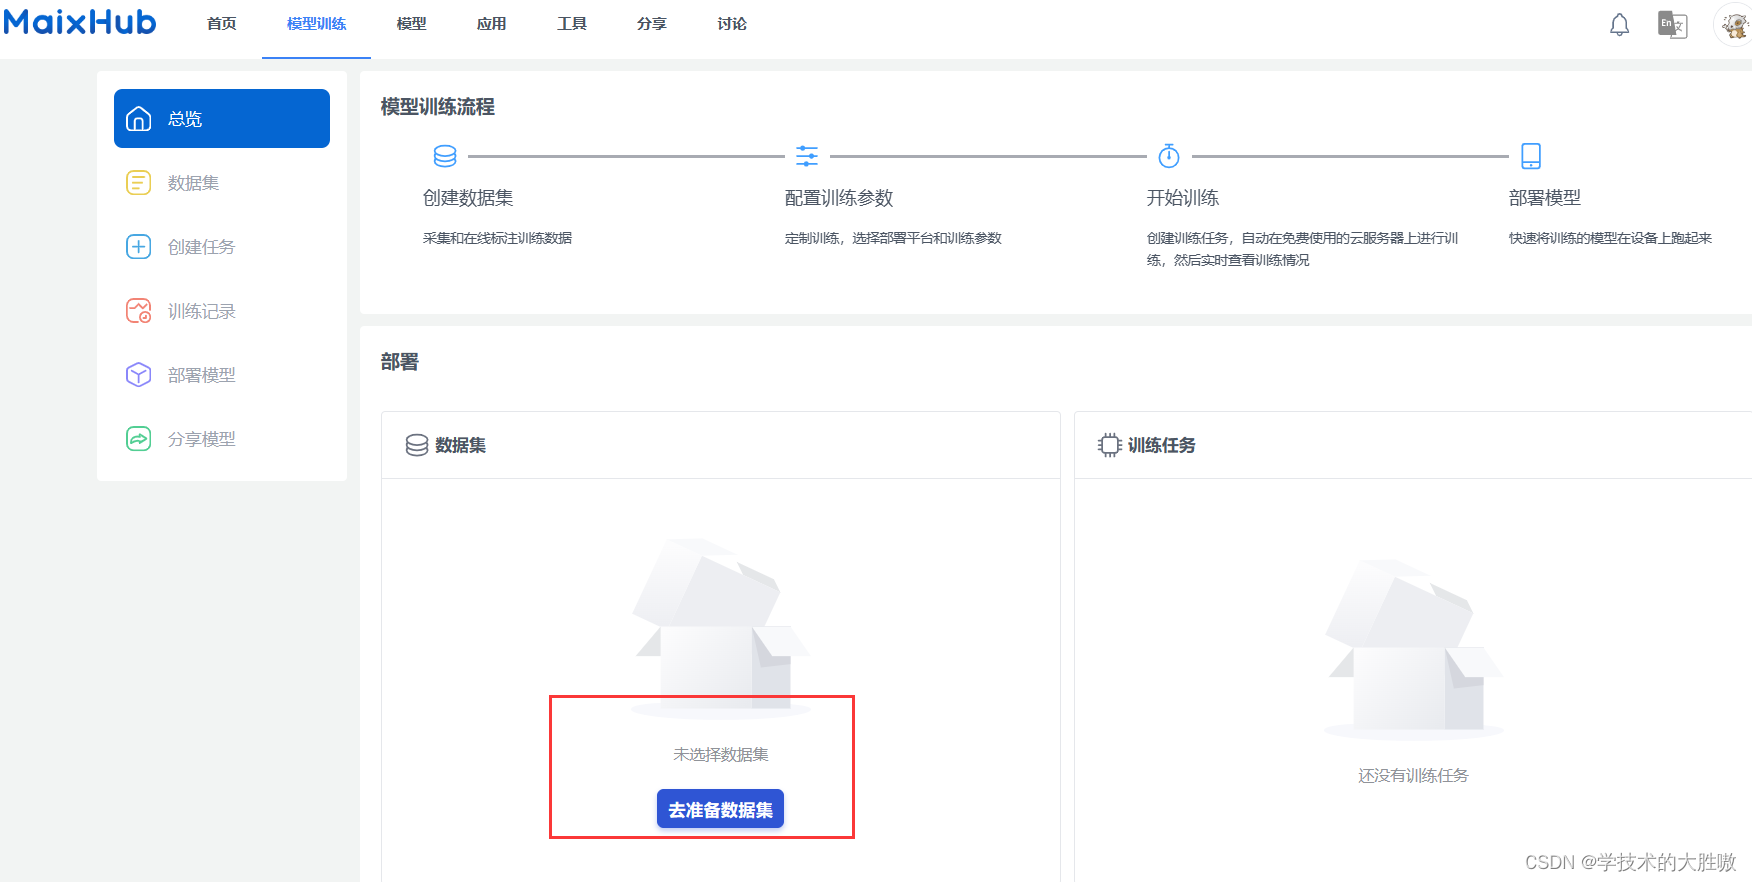 MaixHub
首页
模型训练
模型
应用
工具
分享
讨论
En
文
总览
数据集
创建任务
训练记录
部署模型
分享模型
模型训练流程
创建数据集
采集和在线标注训练数据
配置训练参数
定制训练，选择部署平台和训练参数
开始训练
创建训练任务，自动在免费使用的云服务器上进行训
练，然后实时查看训练情况
部署模型
快速将训练的模型在设备上跑起来
部署
数据集
未选择数据集
去准备数据集
训练任务
还没有训练任务
CSDN @学技术的大胜嗷